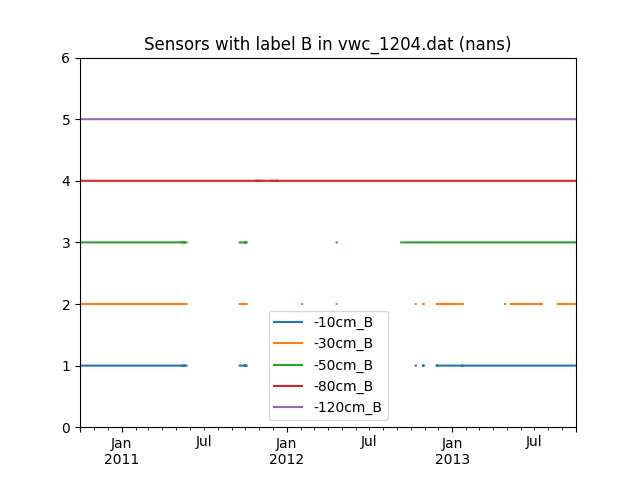 Sensors with label B in vwc_1204.dat (nans)
6
5
4
3
2
1
0
-10cm_B
-30cm_B
-50cm_B
-80cm_B
-120cm_B
Jan Jul Jan Jul Jan Jul
2011 2012 2013